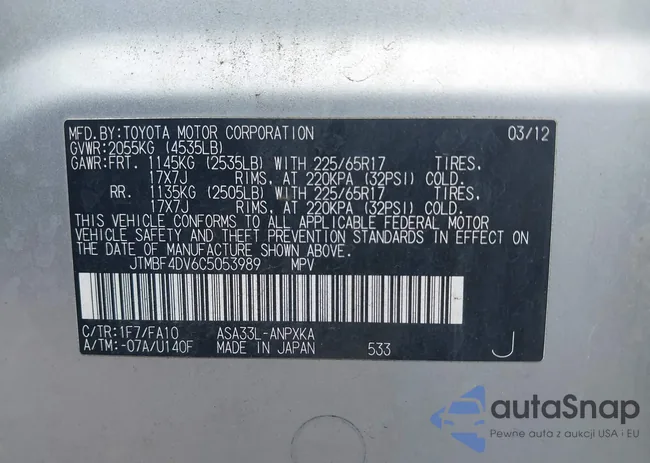 MFD.BY:TOYOTA MOTOR CORPORATION 03/12
GVWR:2055KG (4535LB)
GAWR:FRT. 1145KG (2535LB) WITH 225/65R17 TIRES,
17X7J RIMS, AT 220KPA (32PSI) COLD.
RR. 1135KG (2505LB) WITH 225/65R17 TIRES,
17X7J RIMS, AT 220KPA (32PSI) COLD.
THIS VEHICLE CONFORMS TO ALL APPLICABLE FEDERAL MOTOR
VEHICLE SAFETY AND THEFT PREVENTION STANDARDS IN EFFECT
ON THE DATE OF MANUFACTURE SHOWN ABOVE.
JTMBF4DV6C5053989 MPV
C/TR:1F7/FA10 ASA33L-ANPXKA
A/TM:-07A/U140F MADE IN JAPAN 533 J
autoSnap
Pewne auta z aukcji USA i EU